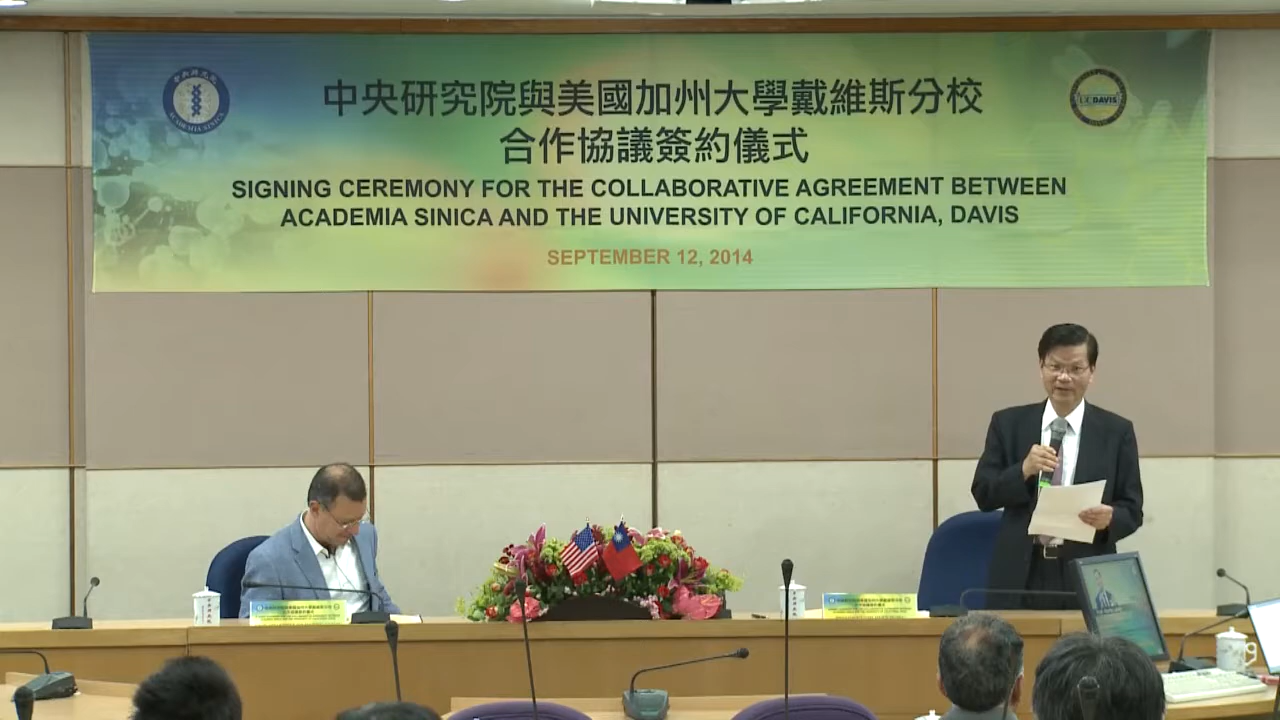 中央研究院與美國加州大學戴維斯分校
合作協議簽約儀式
SIGNING CEREMONY FOR THE COLLABORATIVE AGREEMENT BETWEEN
ACADEMIA SINICA AND THE UNIVERSITY OF CALIFORNIA, DAVIS
SEPTEMBER 12, 2014
ACADEMIA SINICA
UC DAVIS